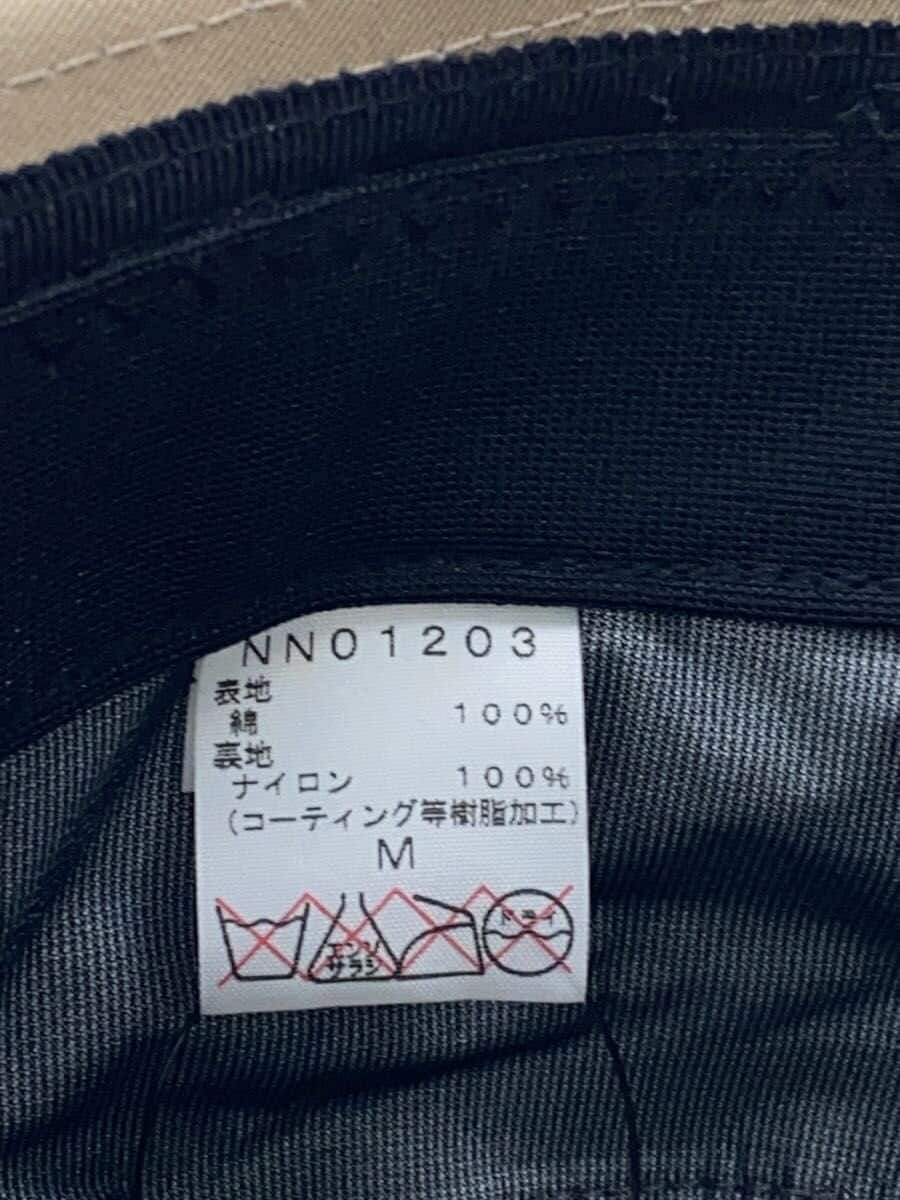 NN01203
表地
綿 100%
裏地
ナイロン 100%
(コーティング等樹脂加工)
M
エンソ
サラシ
ドライ